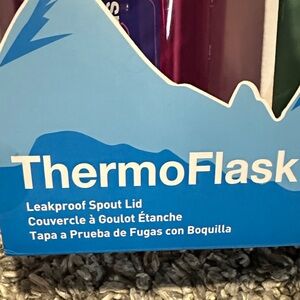 ThermoFlask
Leakproof Spout Lid
Couvercle à Goulot Étanche
Tapa a Prueba de Fugas con Boquilla